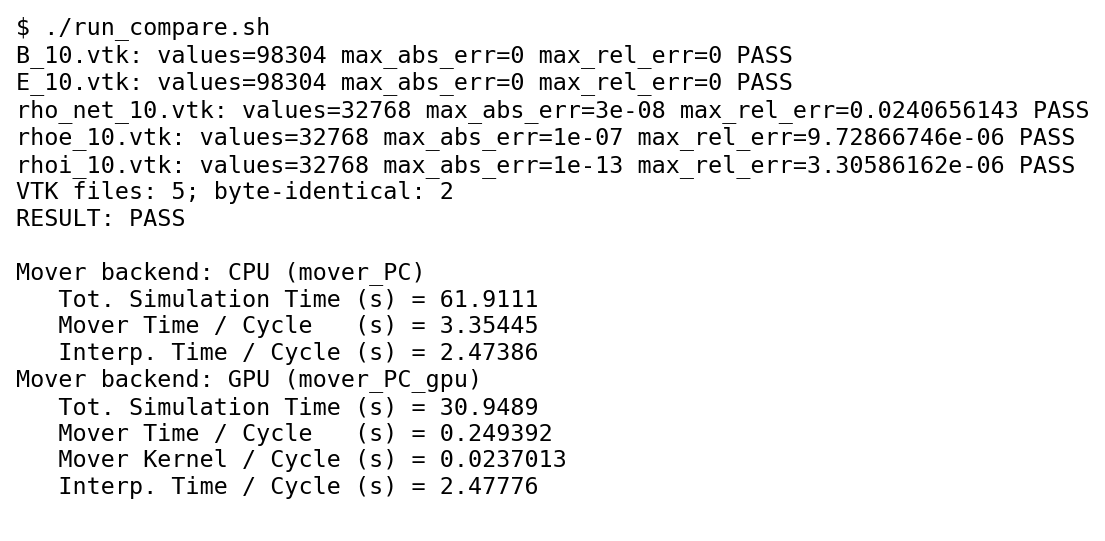 $ ./run_compare.sh
B_10.vtk: values=98304 max_abs_err=0 max_rel_err=0 PASS
E_10.vtk: values=98304 max_abs_err=0 max_rel_err=0 PASS
rho_net_10.vtk: values=32768 max_abs_err=3e-08 max_rel_err=0.0240656143 PASS
rhoe_10.vtk: values=32768 max_abs_err=1e-07 max_rel_err=9.72866746e-06 PASS
rhoi_10.vtk: values=32768 max_abs_err=1e-13 max_rel_err=3.30586162e-06 PASS
VTK files: 5; byte-identical: 2
RESULT: PASS

Mover backend: CPU (mover_PC)
   Tot. Simulation Time (s) = 61.9111
   Mover Time / Cycle   (s) = 3.35445
   Interp. Time / Cycle (s) = 2.47386
Mover backend: GPU (mover_PC_gpu)
   Tot. Simulation Time (s) = 30.9489
   Mover Time / Cycle   (s) = 0.249392
   Mover Kernel / Cycle (s) = 0.0237013
   Interp. Time / Cycle (s) = 2.47776